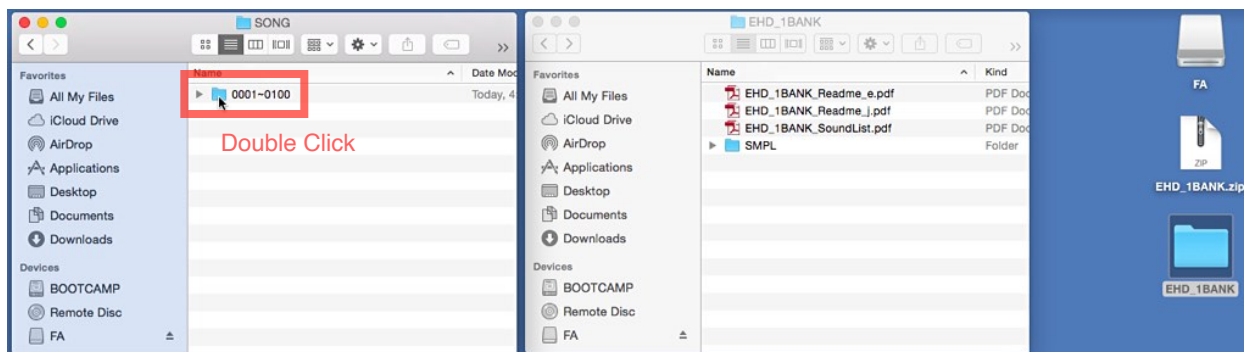 SONG
Favorites
All My Files
iCloud Drive
AirDrop
Applications
Desktop
Documents
Downloads
Devices
BOOTCAMP
Remote Disc
FA
Name
Date Mod
0001~0100
Today, 4:
Double Click
EHD_1BANK
Favorites
All My Files
iCloud Drive
AirDrop
Applications
Desktop
Documents
Downloads
Devices
BOOTCAMP
Remote Disc
FA
Name
Kind
EHD_1BANK_Readme_e.pdf
PDF Doc
EHD_1BANK_Readme_j.pdf
PDF Doc
EHD_1BANK_SoundList.pdf
PDF Doc
SMPL
Folder
FA
ZIP
EHD_1BANK.zip
EHD_1BANK